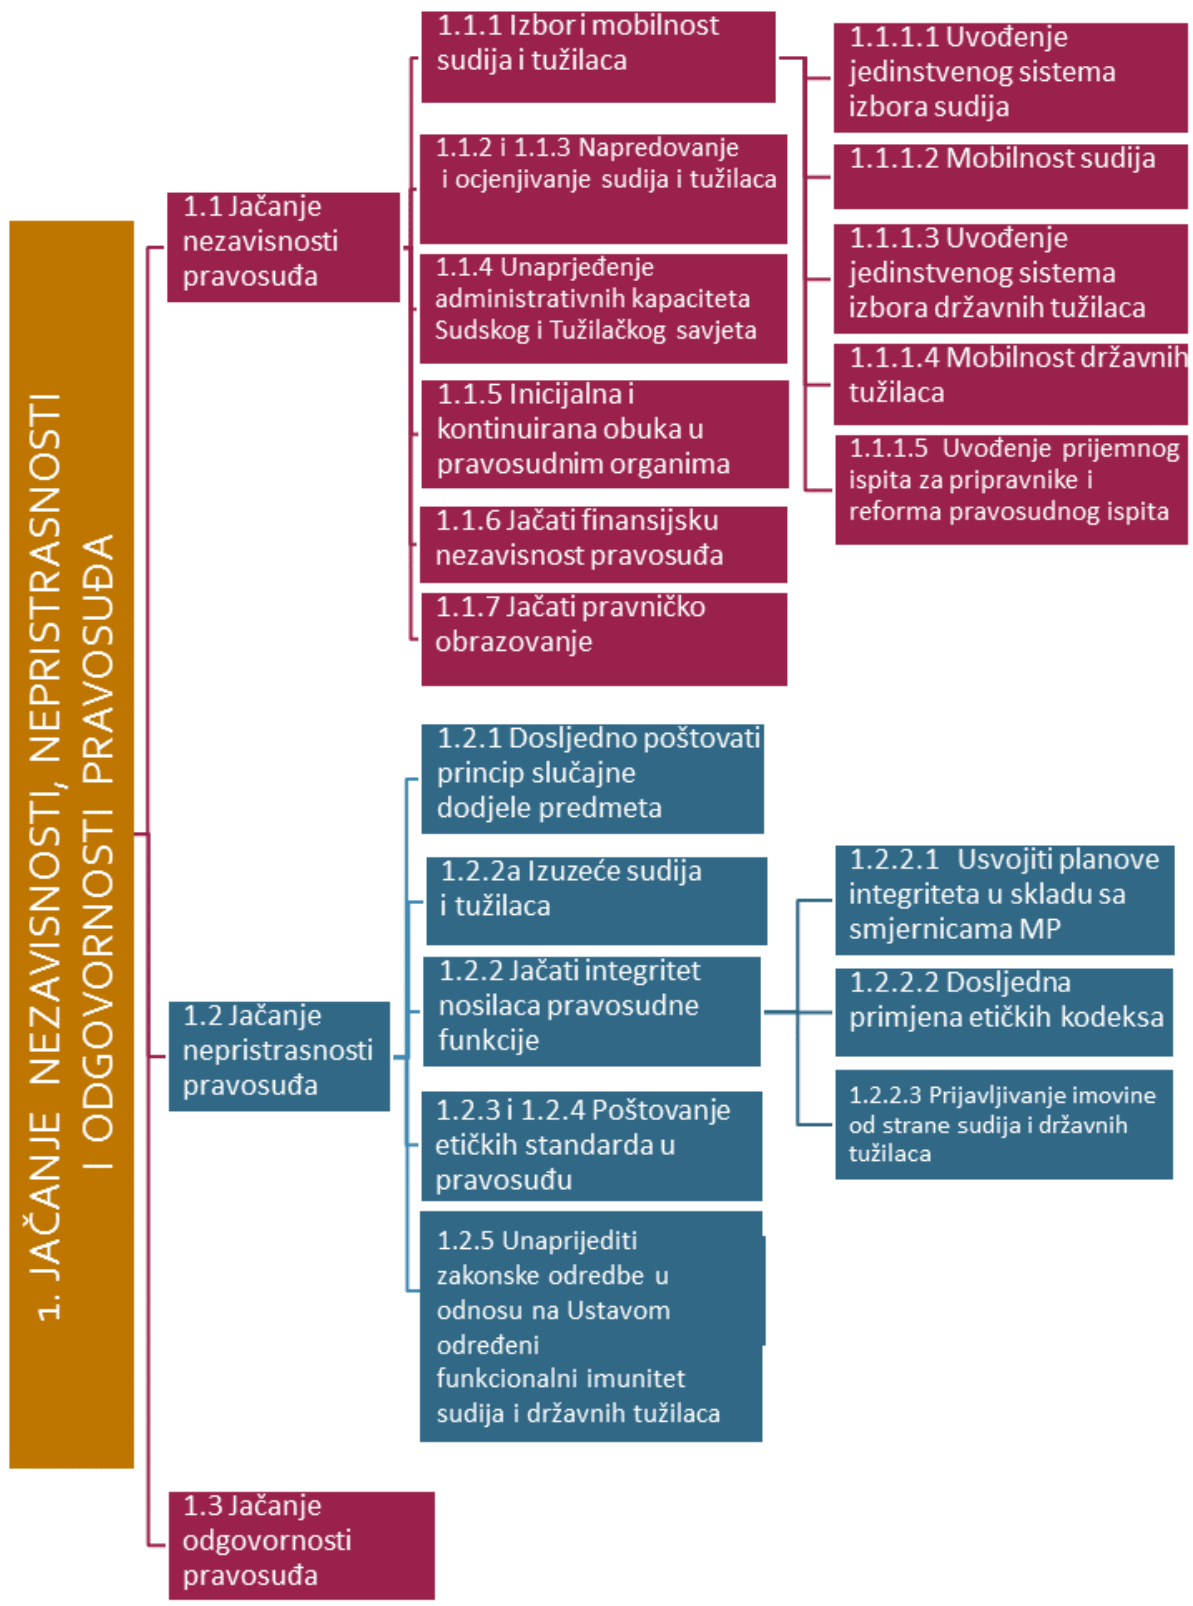 1. JAČANJE NEZAVISNOSTI, NEPRISTRASNOSTI
I ODGOVORNOSTI PRAVOSUĐA
1.1 Jačanje
nezavisnosti
pravosuđa
1.1.1 Izbor i mobilnost
sudija i tužilaca
1.1.1.1 Uvođenje
jedinstvenog sistema
izbora sudija
1.1.1.2 Mobilnost sudija
1.1.1.3 Uvođenje
jedinstvenog sistema
izbora državnih tužilaca
1.1.1.4 Mobilnost državnih
tužilaca
1.1.1.5 Uvođenje prijemnog
ispita za pripravnike i
reforma pravosudnog ispita
1.1.2 i 1.1.3 Napredovanje
i ocjenjivanje sudija i tužilaca
1.1.4 Unaprjeđenje
administrativnih kapaciteta
Sudskog i Tužilačkog savjeta
1.1.5 Inicijalna i
kontinuirana obuka u
pravosudnim organima
1.1.6 Jačati finansijsku
nezavisnost pravosuđa
1.1.7 Jačati pravničko
obrazovanje
1.2 Jačanje
nepristrasnosti
pravosuđa
1.2.1 Dosljedno poštovati
princip slučajne
dodjele predmeta
1.2.2a Izuzeće sudija
i tužilaca
1.2.2 Jačati integritet
nosilaca pravosudne
funkcije
1.2.2.1 Usvojiti planove
integriteta u skladu sa
smjernicama MP
1.2.2.2 Dosljedna
primjena etičkih kodeksa
1.2.2.3 Prijavljivanje imovine
od strane sudija i državnih
tužilaca
1.2.3 i 1.2.4 Poštovanje
etičkih standarda u
pravosuđu
1.2.5 Unaprijediti
zakonske odredbe u
odnosu na Ustavom
određeni
funkcionalni imunitet
sudija i državnih tužilaca
1.3 Jačanje
odgovornosti
pravosuđa